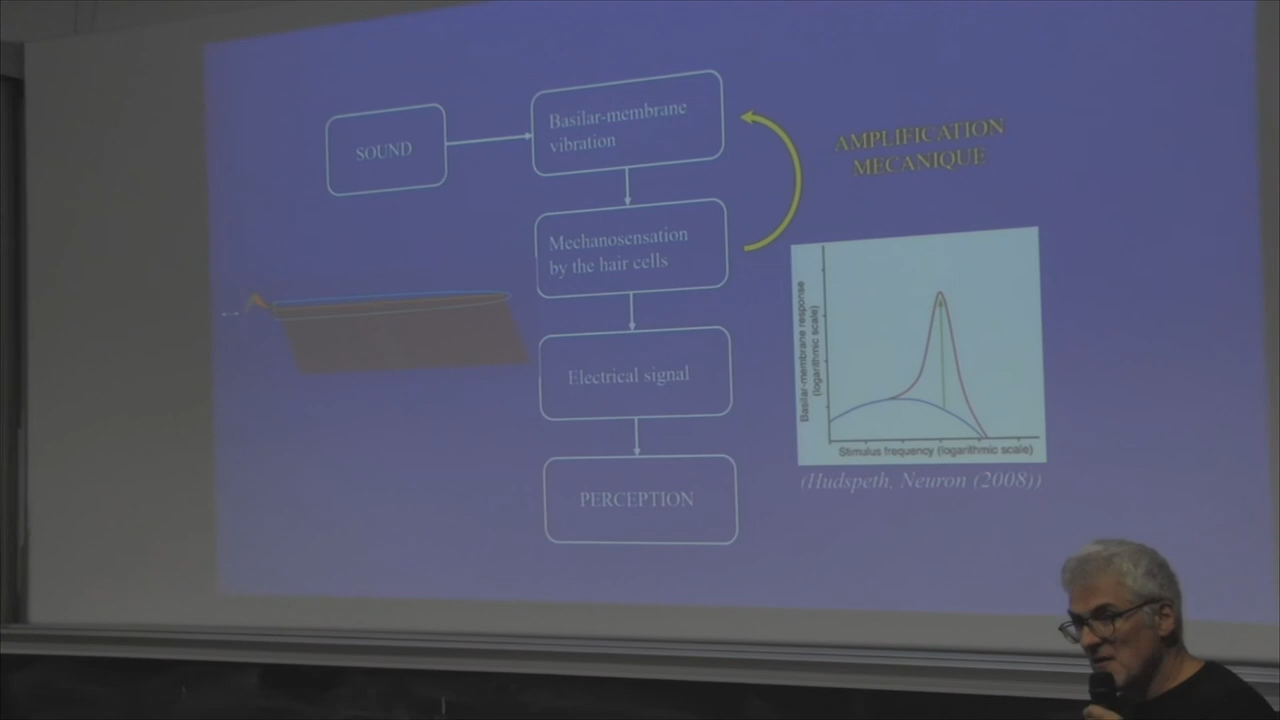 SOUND
Basilar-membrane
vibration
AMPLIFICATION
MECANIQUE
Mechanosensation
by the hair cells
Electrical signal
PERCEPTION
Basilar-membrane response
(logarithmic scale)
Stimulus frequency (logarithmic scale)
(Hudspeth, Neuron (2008))